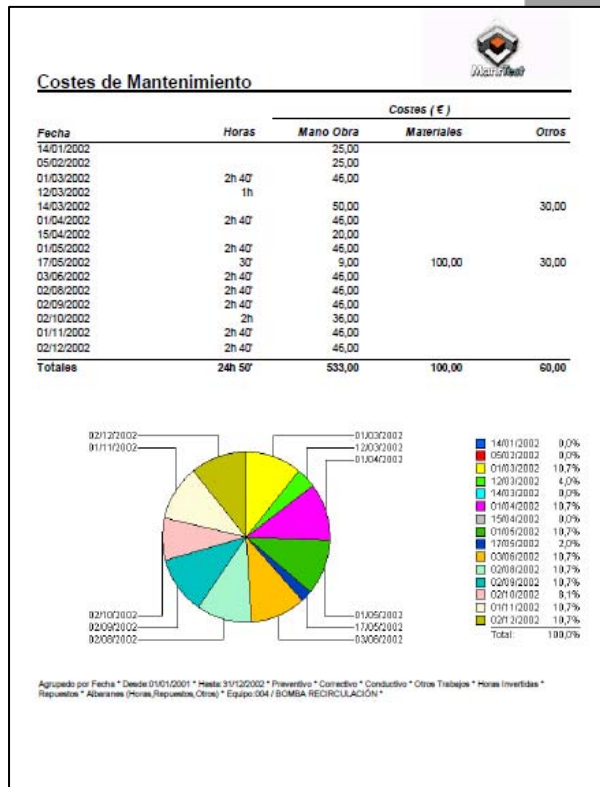 MannTest
Costes de Mantenimiento
Costes ( € )
Fecha Horas Mano Obra Materiales Otros
14/01/2002 25,00
05/02/2002 25,00
01/03/2002 2h 40' 46,00
12/03/2002 1h
14/03/2002 50,00 30,00
01/04/2002 2h 40' 46,00
15/04/2002 20,00
01/05/2002 2h 40' 46,00
17/05/2002 30' 9,00 100,00 30,00
03/06/2002 2h 40' 46,00
02/08/2002 2h 40' 46,00
02/09/2002 2h 40' 46,00
02/10/2002 2h 36,00
01/11/2002 2h 40' 46,00
02/12/2002 2h 40' 46,00
Totales 24h 50' 533,00 100,00 60,00
02/12/2002
01/11/2002
02/10/2002
02/09/2002
02/08/2002
01/03/2002
12/03/2002
01/04/2002
01/05/2002
17/05/2002
03/06/2002
14/01/2002 0,0%
05/02/2002 0,0%
01/03/2002 10,7%
12/03/2002 4,0%
14/03/2002 0,0%
01/04/2002 10,7%
15/04/2002 0,0%
01/05/2002 10,7%
17/05/2002 2,0%
03/06/2002 10,7%
02/08/2002 10,7%
02/09/2002 10,7%
02/10/2002 8,1%
01/11/2002 10,7%
02/12/2002 10,7%
Total: 100,0%
Agrupado por Fecha * Desde:01/01/2001 * Hasta: 31/12/2002 * Preventivo * Correctivo * Conductivo * Otros Trabajos * Horas Invertidas *
Repuestos * Albaranes (Horas,Repuestos,Otros) * Equipo:004 / BOMBA RECIRCULACIÓN *